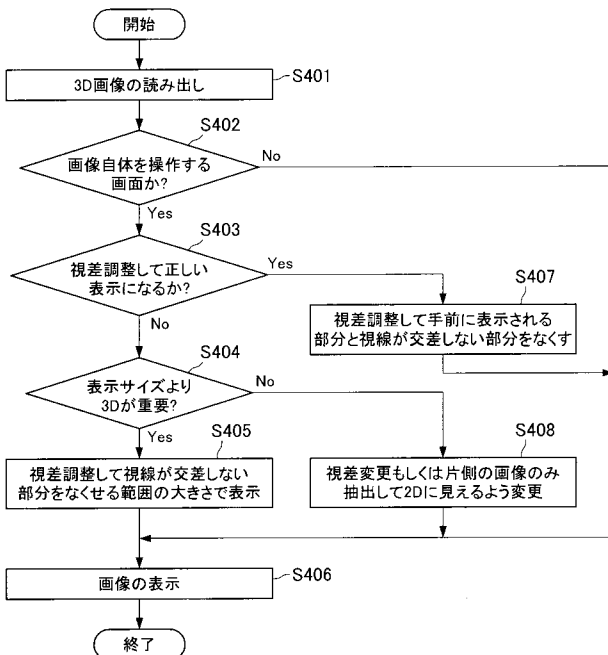 開始
3D画像の読み出し
S401
S402
画像自体を操作する
画面か?
No
Yes
S403
視差調整して正しい
表示になるか?
Yes
No
S407
視差調整して手前に表示される
部分と視線が交差しない部分をなくす
S404
表示サイズより
3Dが重要?
No
Yes
S405
視差調整して視線が交差しない
部分をなくせる範囲の大きさで表示
S408
視差変更もしくは片側の画像のみ
抽出して2Dに見えるよう変更
画像の表示
S406
終了